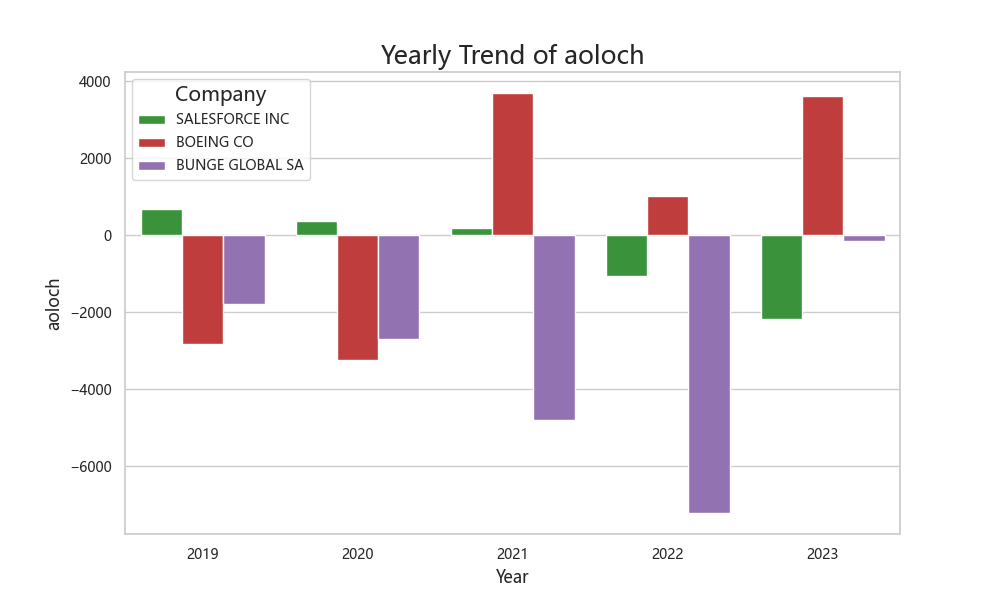 Yearly Trend of aoloch
Company
SALESFORCE INC
BOEING CO
BUNGE GLOBAL SA
4000
2000
0
−2000
−4000
−6000
aoloch
2019
2020
2021
2022
2023
Year